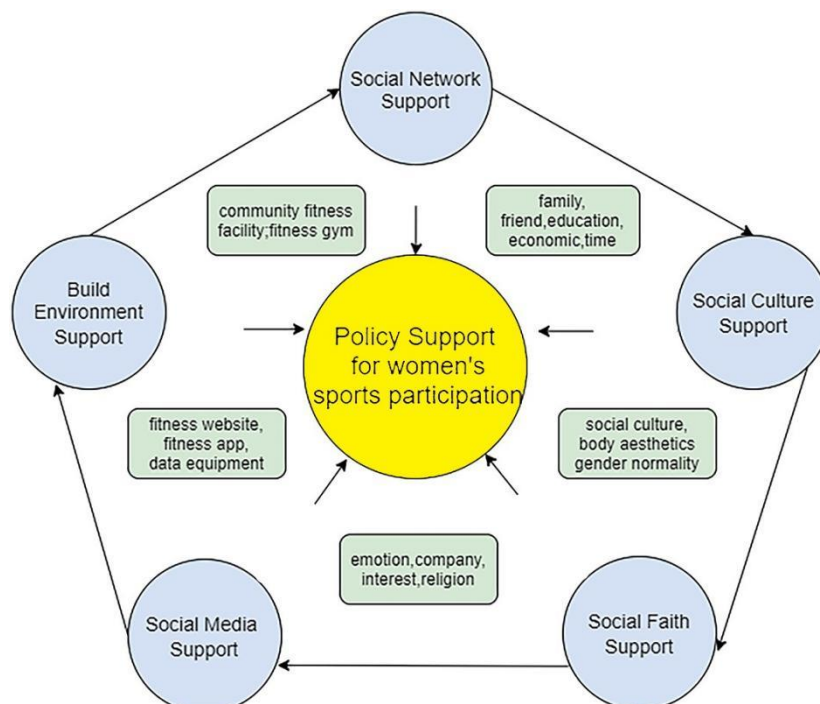 Social Network
Support
community fitness
facility;fitness gym
family,
friend,education,
economic,time
Build
Environment
Support
Social Culture
Support
Policy Support
for women's
sports participation
fitness website,
fitness app,
data equipment
social culture,
body aesthetics
gender normality
emotion,company,
interest,religion
Social Media
Support
Social Faith
Support